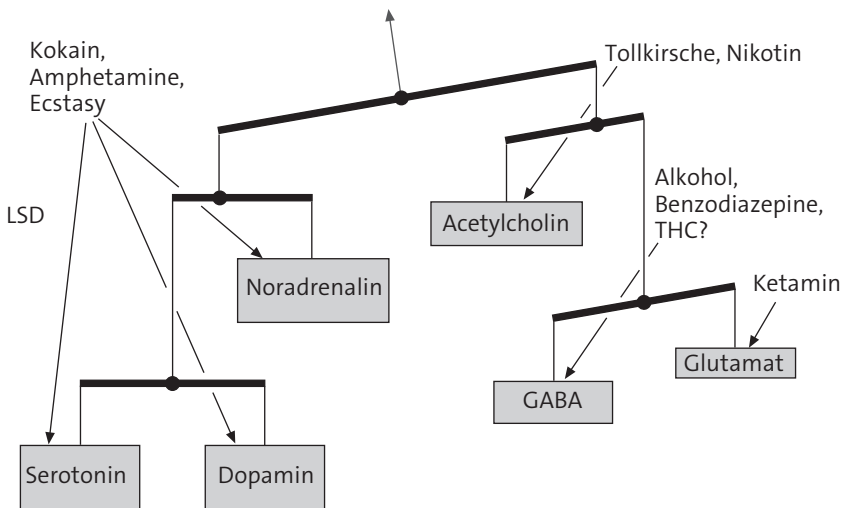 Kokain,
Amphetamine,
Ecstasy
Tollkirsche, Nikotin
LSD
Alkohol,
Benzodiazepine,
THC?
Acetylcholin
Noradrenalin
Ketamin
Glutamat
GABA
Serotonin
Dopamin